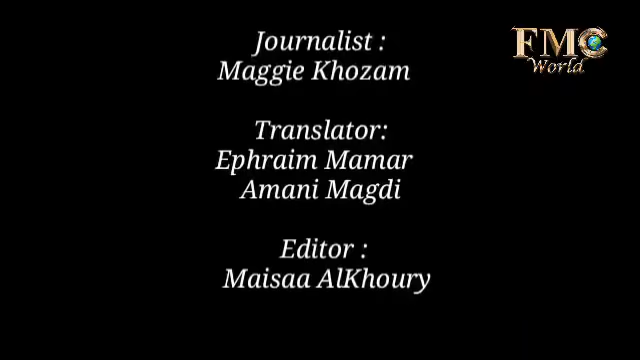 Journalist :
Maggie Khozam
Translator:
Ephraim Mamar
Amani Magdi
Editor :
Maisaa AlKhoury
FMC
World